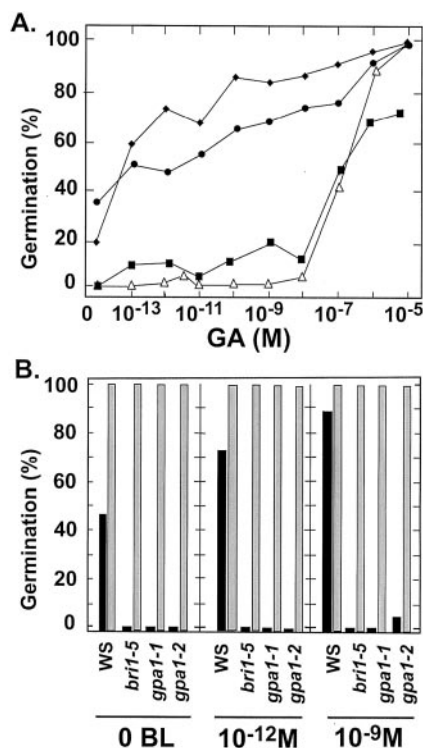 A.
Germination (%)
100
80
60
40
20
0
0 10-13 10-11 10-9 10-7 10-5
GA (M)
B.
Germination (%)
100
80
60
40
20
0
WS bri1-5 gpa1-1 gpa1-2 WS bri1-5 gpa1-1 gpa1-2 WS bri1-5 gpa1-1 gpa1-2
0 BL 10-12M 10-9M